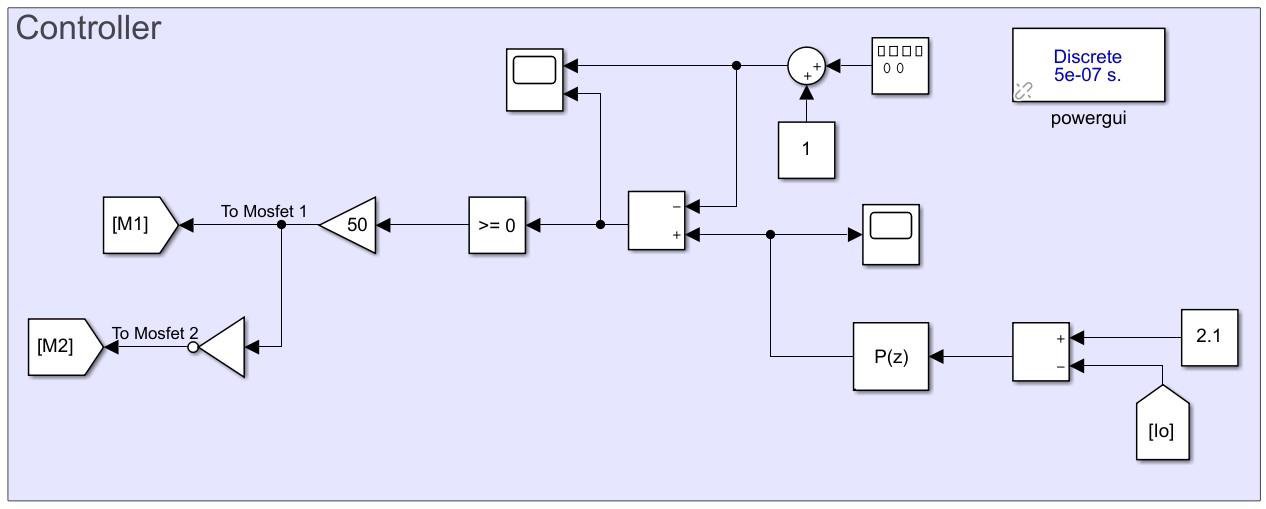 Controller
Discrete
5e-07 s.
powergui
+
+
1
[M1]
To Mosfet 1
50
>= 0
−
+
[M2]
To Mosfet 2
P(z)
+
−
2.1
[Io]